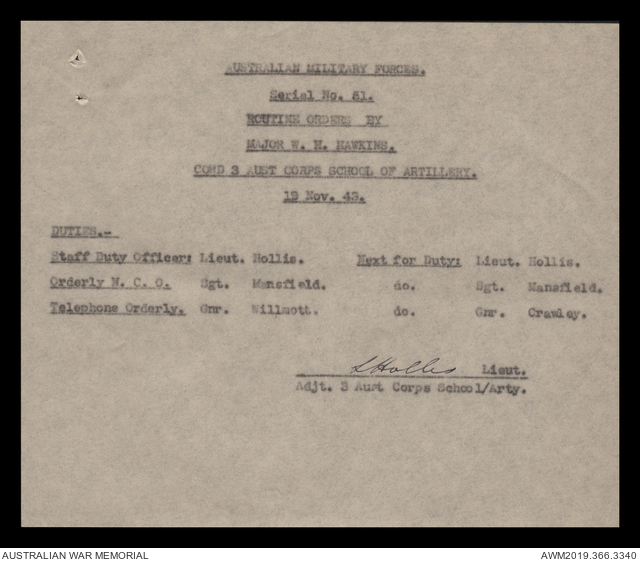 AUSTRALIAN MILITARY FORCES.
Serial No. 51.
ROUTINE ORDERS BY
MAJOR W. H. HAWKINS.
COMD 3 AUST CORPS SCHOOL OF ARTILLERY.
19 Nov. 43.
DUTIES.-
Staff Duty Officer: Lieut. Hollis. Next for Duty: Lieut. Hollis.
Orderly N.C.O. Sgt. Mansfield. do. Sgt. Mansfield.
Telephone Orderly. Gnr. Willmott. do. Gnr. Crawley.
LHollis Lieut.
Adjt. 3 Aust Corps School/Arty.
AUSTRALIAN WAR MEMORIAL AWM2019.366.3340